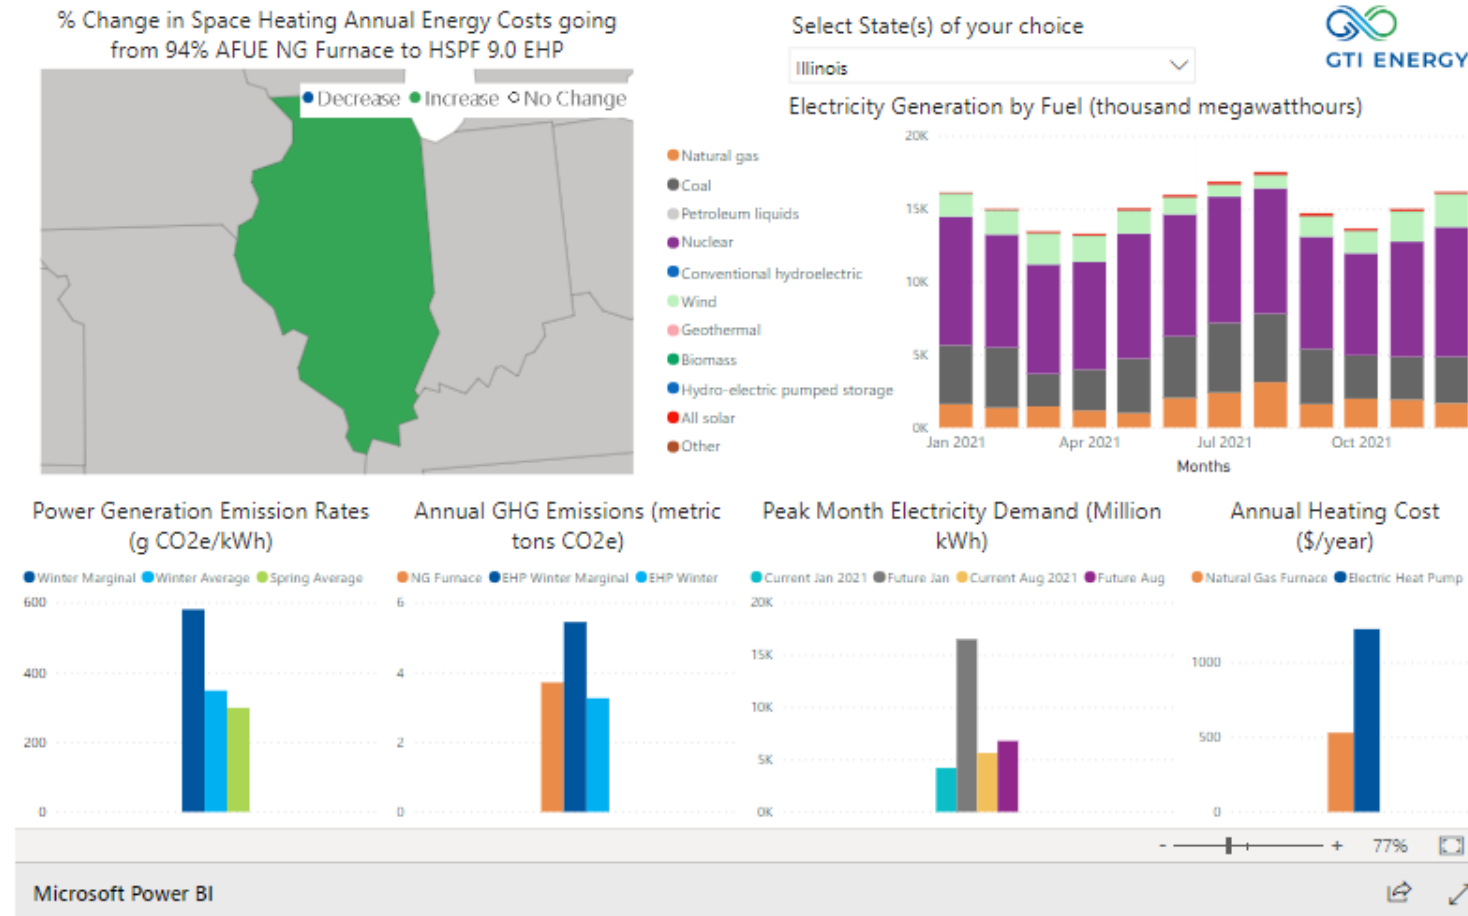 % Change in Space Heating Annual Energy Costs going
from 94% AFUE NG Furnace to HSPF 9.0 EHP
Decrease Increase No Change
Select State(s) of your choice
Illinois
GTI ENERGY
Electricity Generation by Fuel (thousand megawatthours)
Natural gas
Coal
Petroleum liquids
Nuclear
Conventional hydroelectric
Wind
Geothermal
Biomass
Hydro-electric pumped storage
All solar
Other
20K
15K
10K
5K
0K
Jan 2021 Apr 2021 Jul 2021 Oct 2021
Months
Power Generation Emission Rates
(g CO2e/kWh)
Winter Marginal Winter Average Spring Average
600
400
200
0
Annual GHG Emissions (metric
tons CO2e)
NG Furnace EHP Winter Marginal EHP Winter
6
4
2
0
Peak Month Electricity Demand (Million
kWh)
Current Jan 2021 Future Jan Current Aug 2021 Future Aug
20K
15K
10K
5K
0K
Annual Heating Cost
($/year)
Natural Gas Furnace Electric Heat Pump
1000
500
0
- + 77%
Microsoft Power BI